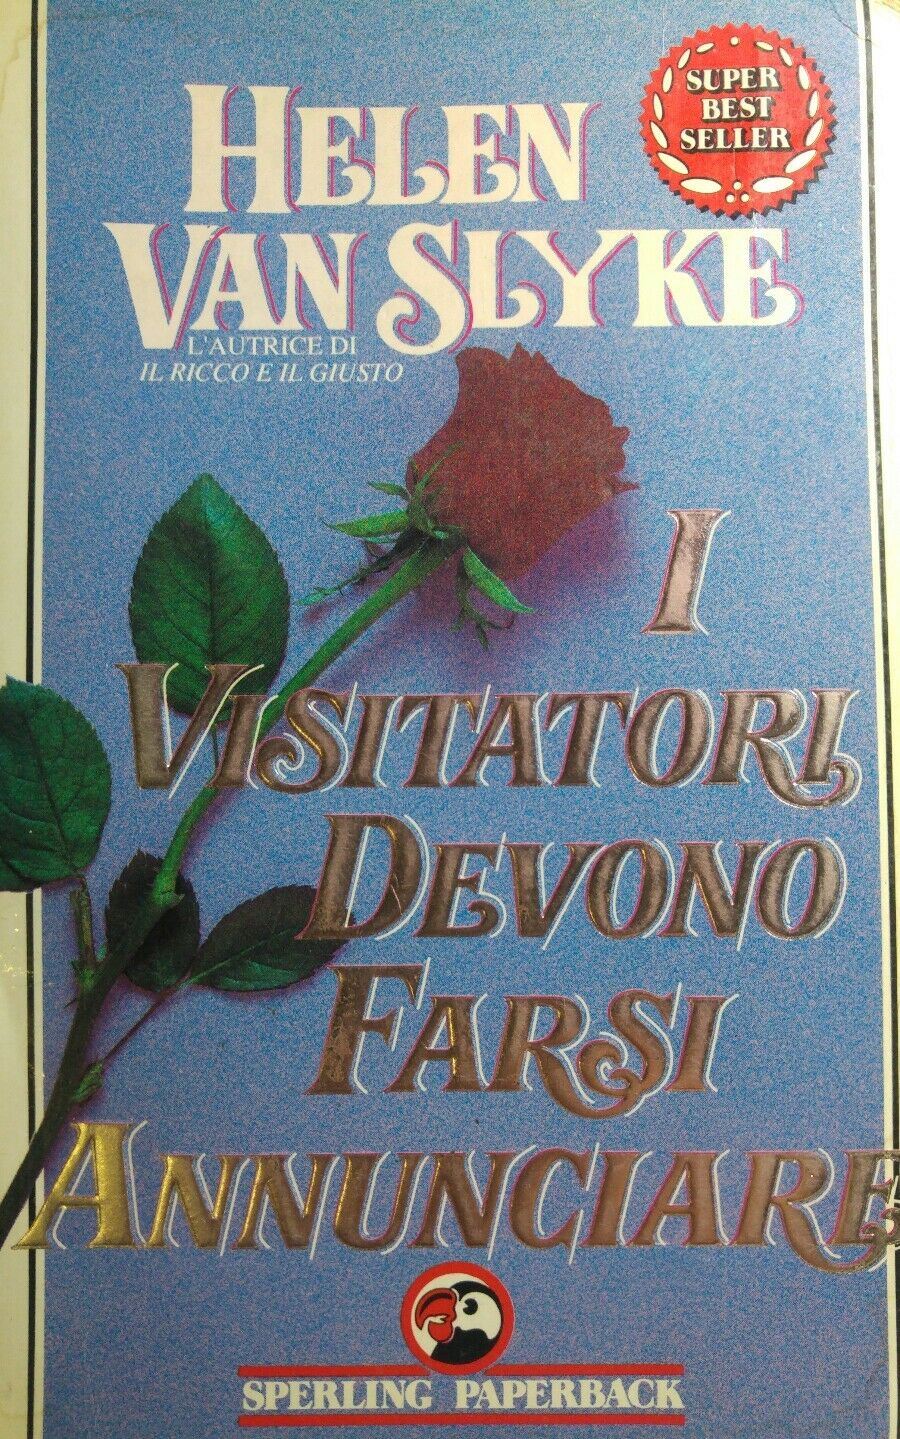 HELEN
VAN SLYKE
L'AUTRICE DI
IL RICCO E IL GIUSTO
SUPER
BEST
SELLER
I
VISITATORI
DEVONO
FARSI
ANNUNCIARE
SPERLING PAPERBACK